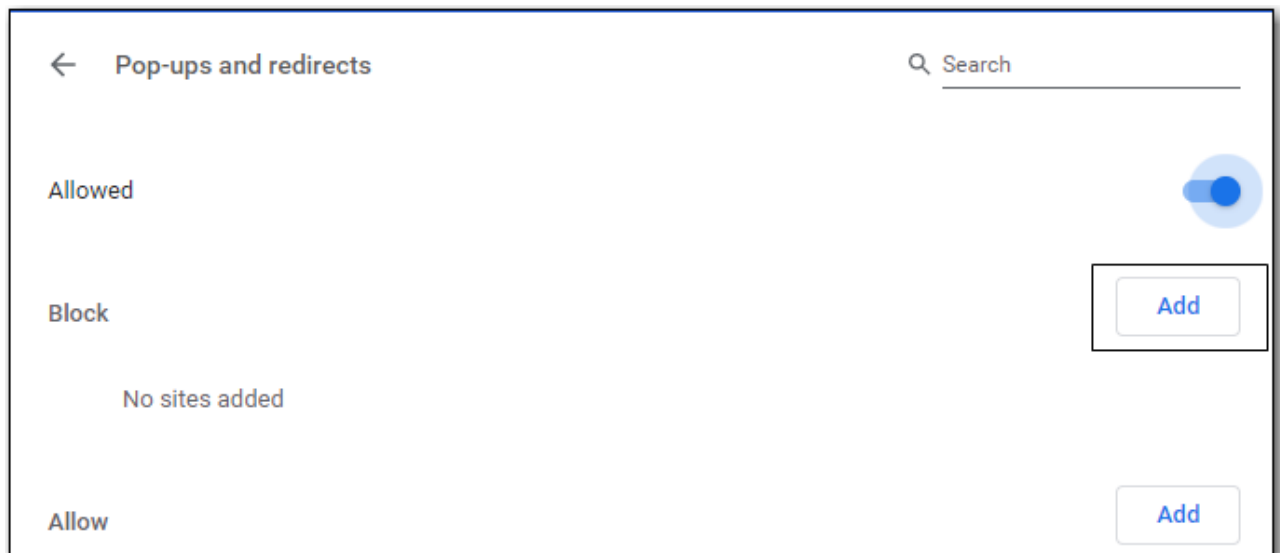 Pop-ups and redirects
Search
Allowed
Block
Add
No sites added
Allow
Add